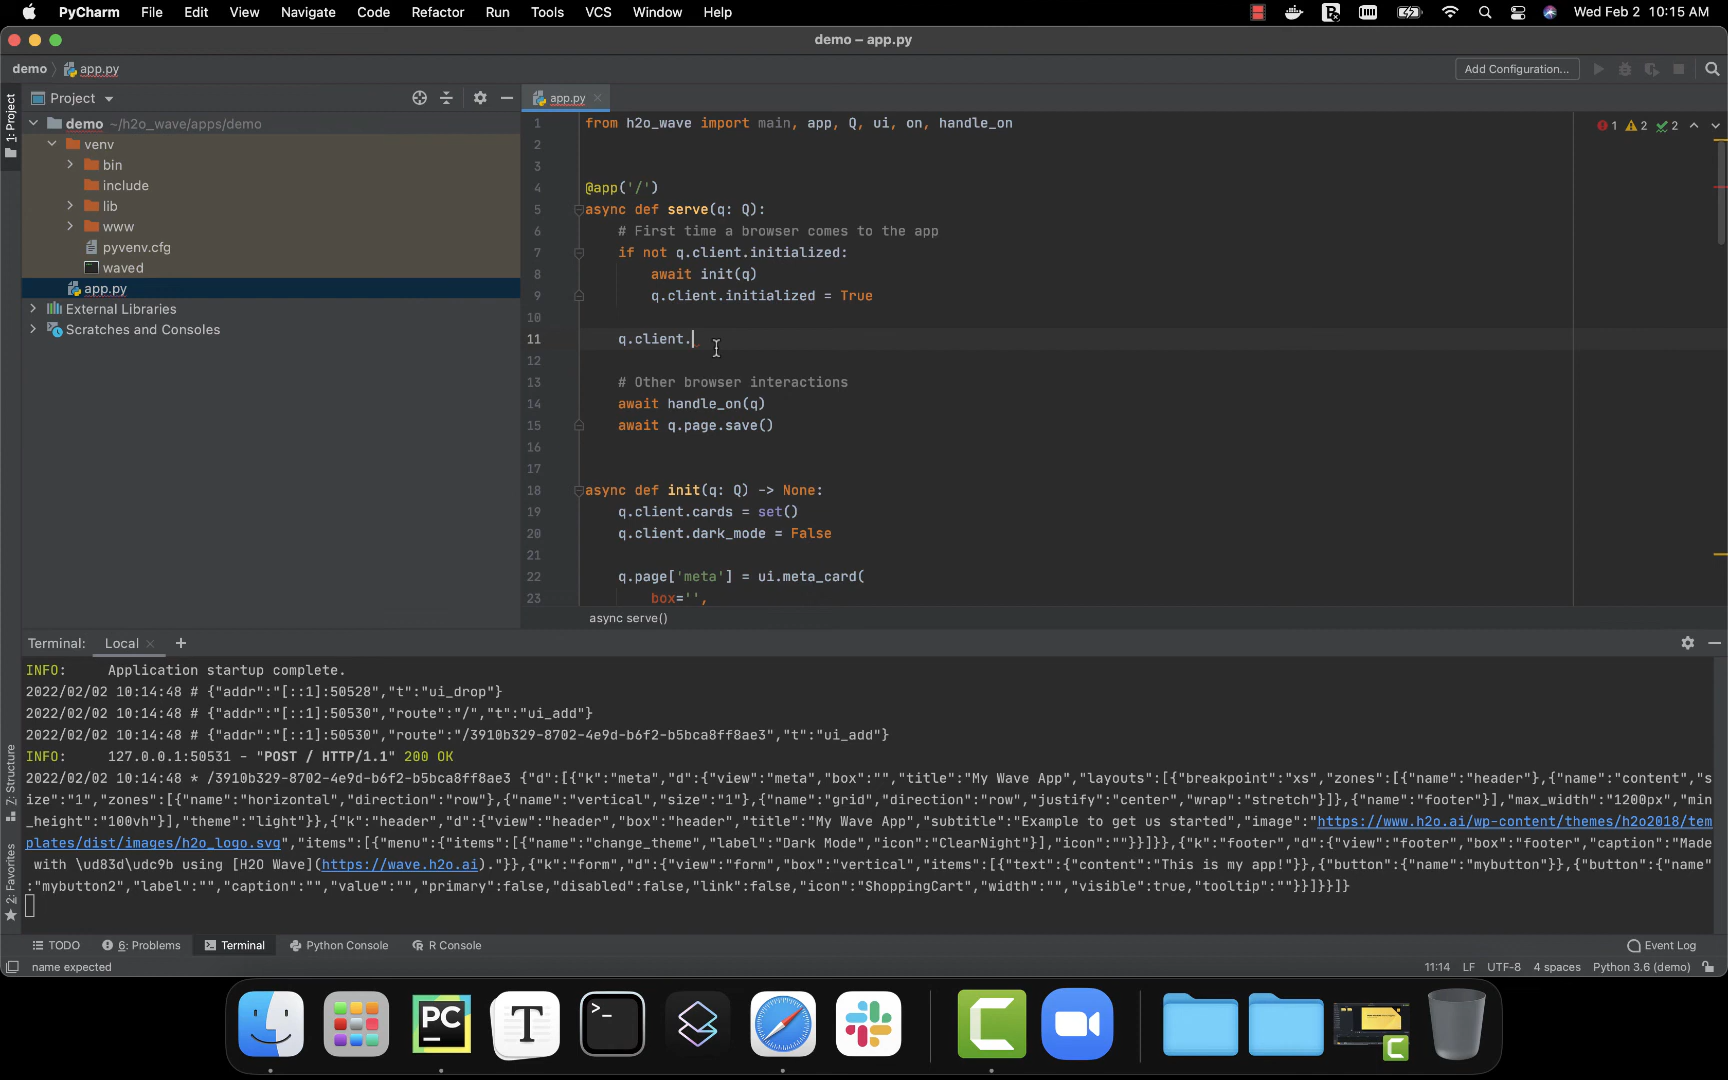 PyCharm File Edit View Navigate Code Refactor Run Tools VCS Window Help Wed Feb 2 10:15 AM
demo – app.py
demo app.py Add Configuration...
1: Project
Project
app.py
demo ~/h2o_wave/apps/demo
venv
bin
include
lib
www
pyvenv.cfg
waved
app.py
External Libraries
Scratches and Consoles
1 2 2
1 from h2o_wave import main, app, Q, ui, on, handle_on
2
3
4 @app('/')
5 async def serve(q: Q):
6 # First time a browser comes to the app
7 if not q.client.initialized:
8 await init(q)
9 q.client.initialized = True
10
11 q.client.
12
13 # Other browser interactions
14 await handle_on(q)
15 await q.page.save()
16
17
18 async def init(q: Q) -> None:
19 q.client.cards = set()
20 q.client.dark_mode = False
21
22 q.page['meta'] = ui.meta_card(
23 box='',
async serve()
Terminal: Local +
INFO: Application startup complete.
2022/02/02 10:14:48 # {"addr":"[::1]:50528","t":"ui_drop"}
2022/02/02 10:14:48 # {"addr":"[::1]:50530","route":"/","t":"ui_add"}
2022/02/02 10:14:48 # {"addr":"[::1]:50530","route":"/3910b329-8702-4e9d-b6f2-b5bca8ff8ae3","t":"ui_add"}
INFO: 127.0.0.1:50531 - "POST / HTTP/1.1" 200 OK
2022/02/02 10:14:48 * /3910b329-8702-4e9d-b6f2-b5bca8ff8ae3 {"d":[{"k":"meta","d":{"view":"meta","box":"","title":"My Wave App","layouts":[{"breakpoint":"xs","zones":[{"name":"header"},{"name":"content","s
ize":"1","zones":[{"name":"horizontal","direction":"row"},{"name":"vertical","size":"1"},{"name":"grid","direction":"row","justify":"center","wrap":"stretch"}]},{"name":"footer"}],"max_width":"1200px","min
_height":"100vh"}],"theme":"light"}},{"k":"header","d":{"view":"header","box":"header","title":"My Wave App","subtitle":"Example to get us started","image":"https://www.h2o.ai/wp-content/themes/h2o2018/tem
plates/dist/images/h2o_logo.svg","items":[{"menu":{"items":[{"name":"change_theme","label":"Dark Mode","icon":"ClearNight"}],"icon":""}}]}},{"k":"footer","d":{"view":"footer","box":"footer","caption":"Made
with \ud83d\udc9b using [H2O Wave](https://wave.h2o.ai)."}},{"k":"form","d":{"view":"form","box":"vertical","items":[{"text":{"content":"This is my app!"}},{"button":{"name":"mybutton"}},{"button":{"name"
:"mybutton2","label":"","caption":"","value":"","primary":false,"disabled":false,"link":false,"icon":"ShoppingCart","width":"","visible":true,"tooltip":""}}]}}]}
Z: Structure
2: Favorites
TODO 6: Problems Terminal Python Console R Console Event Log
name expected 11:14 LF UTF-8 4 spaces Python 3.6 (demo)
PC T >_ C
C